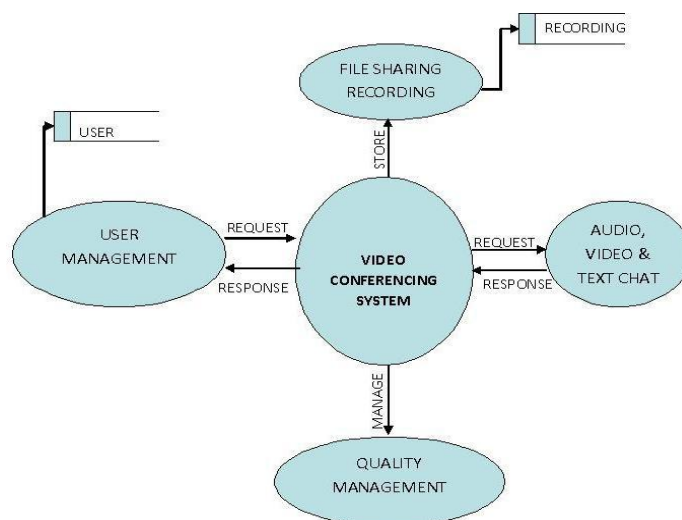 RECORDING
FILE SHARING
RECORDING
USER
STORE
USER
MANAGEMENT
REQUEST
RESPONSE
VIDEO
CONFERENCING
SYSTEM
REQUEST
RESPONSE
AUDIO,
VIDEO &
TEXT CHAT
MANAGE
QUALITY
MANAGEMENT